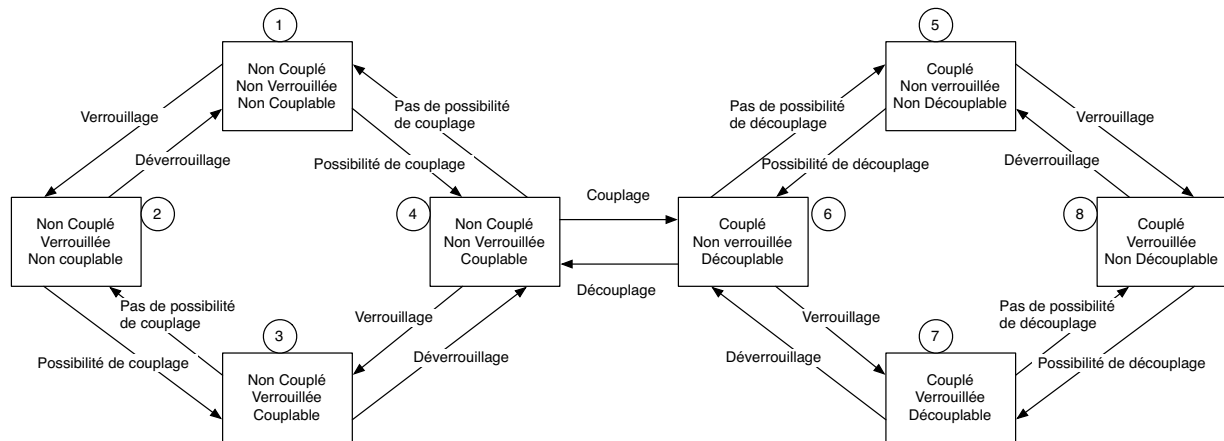 1
Non Couplé
Non Verrouillée
Non Couplable
5
Couplé
Non verrouillée
Non Découplable
Verrouillage
Déverrouillage
Pas de possibilité
de couplage
Possibilité de couplage
Pas de possibilité
de découplage
Possibilité de découplage
Verrouillage
Déverrouillage
2
Non Couplé
Verrouillée
Non couplable
4
Non Couplé
Non Verrouillée
Couplable
Couplage
Découplage
6
Couplé
Non verrouillée
Découplable
8
Couplé
Verrouillée
Non Découplable
Pas de possibilité
de couplage
Possibilité de couplage
Verrouillage
Déverrouillage
Verrouillage
Déverrouillage
Pas de possibilité
de découplage
Possibilité de découplage
3
Non Couplé
Verrouillée
Couplable
7
Couplé
Verrouillée
Découplable